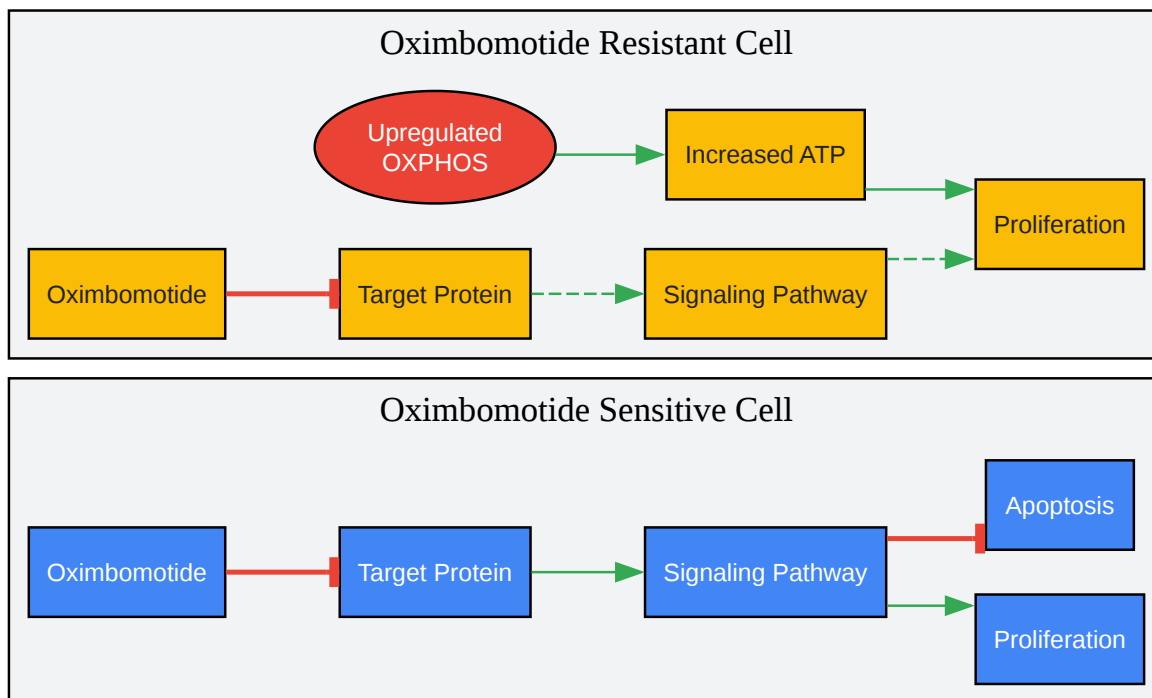 Oximbomotide Resistant Cell
Upregulated
OXPHOS
Increased ATP
Proliferation
Oximbomotide
Target Protein
Signaling Pathway
Oximbomotide Sensitive Cell
Apoptosis
Oximbomotide
Target Protein
Signaling Pathway
Proliferation